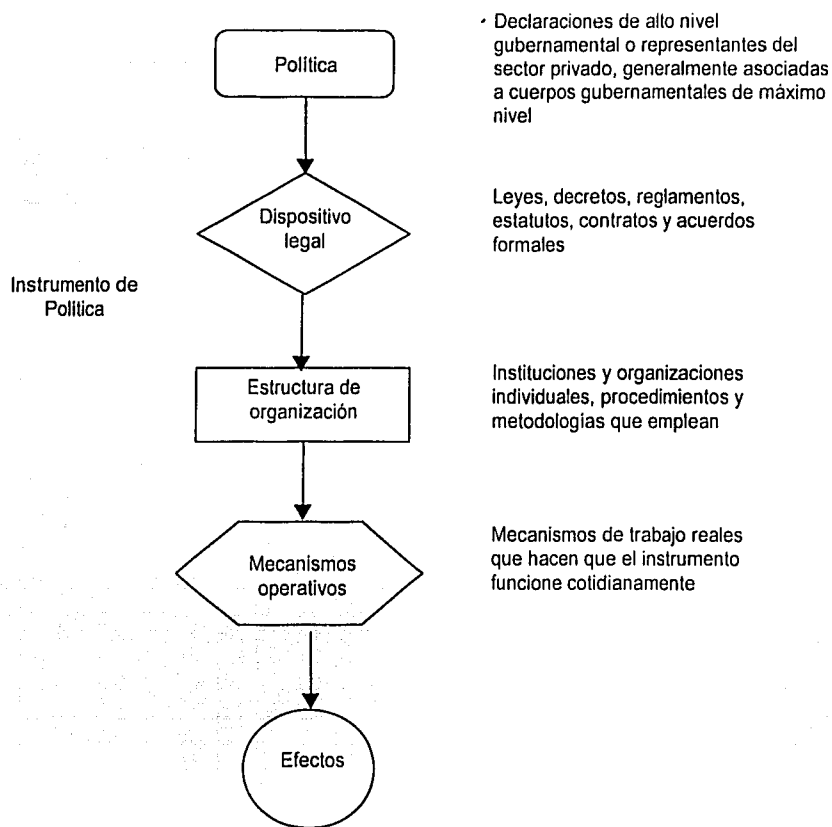 Política
Declaraciones de alto nivel
gubernamental o representantes del
sector privado, generalmente asociadas
a cuerpos gubernamentales de máximo
nivel
Dispositivo
legal
Leyes, decretos, reglamentos,
estatutos, contratos y acuerdos
formales
Instrumento de
Política
Estructura de
organización
Instituciones y organizaciones
individuales, procedimientos y
metodologías que emplean
Mecanismos
operativos
Mecanismos de trabajo reales
que hacen que el instrumento
funcione cotidianamente
Efectos